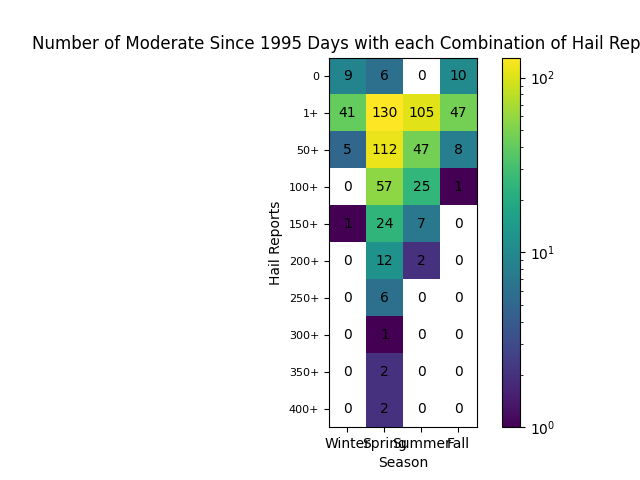 Number of Moderate Since 1995 Days with each Combination of Hail Rep
0 9 6 0 10
1+ 41 130 105 47
50+ 5 112 47 8
100+ 0 57 25 1
150+ 1 24 7 0
200+ 0 12 2 0
250+ 0 6 0 0
300+ 0 1 0 0
350+ 0 2 0 0
400+ 0 2 0 0
Winter Spring Summer Fall
Season
Hail Reports
10²
10¹
10⁰